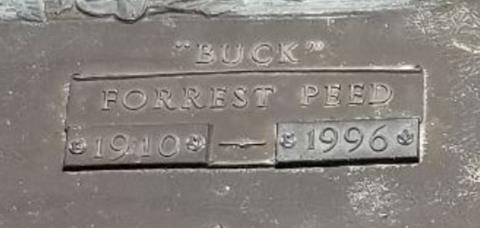 "BUCK"
FORREST PEED
1910 — 1996